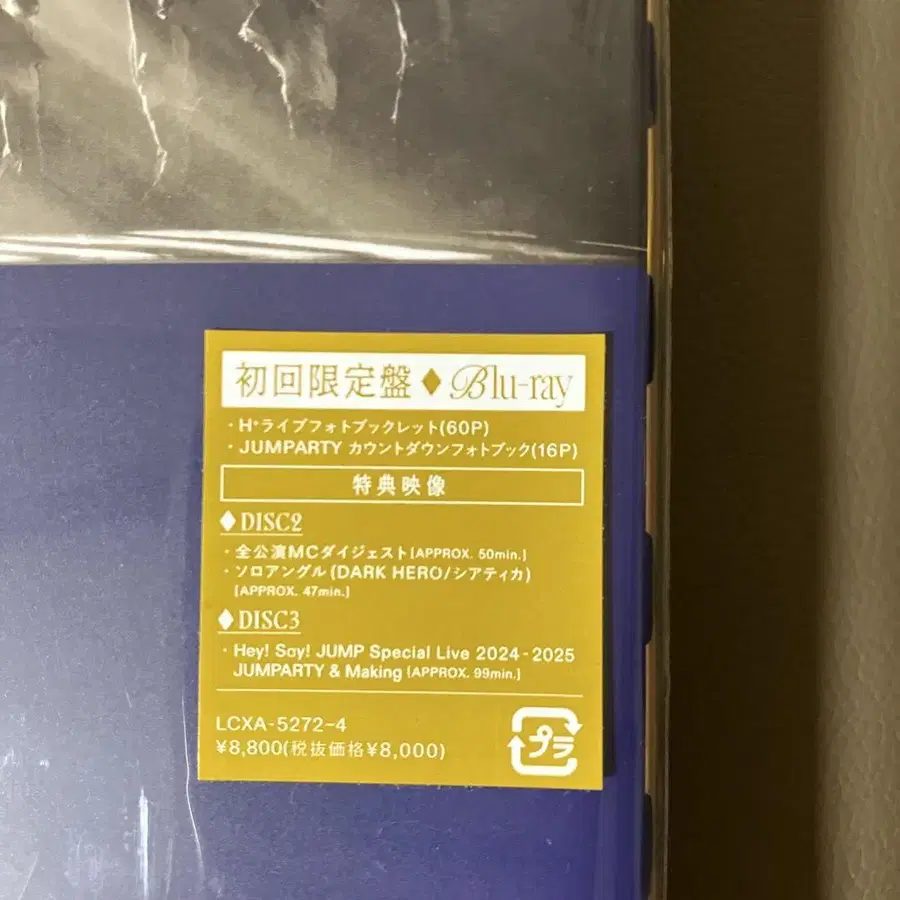 初回限定盤♦Blu-ray
・H⁺ライブフォトブックレット(60P)
・JUMPARTY カウントダウンフォトブック(16P)
特典映像
♦DISC2
・全公演MCダイジェスト[APPROX. 50min.]
・ソロアングル(DARK HERO/シアティカ)
[APPROX. 47min.]
♦DISC3
・Hey! Say! JUMP Special Live 2024-2025
JUMPARTY & Making [APPROX. 99min.]
LCXA-5272-4
¥8,800(税抜価格¥8,000)
プラ